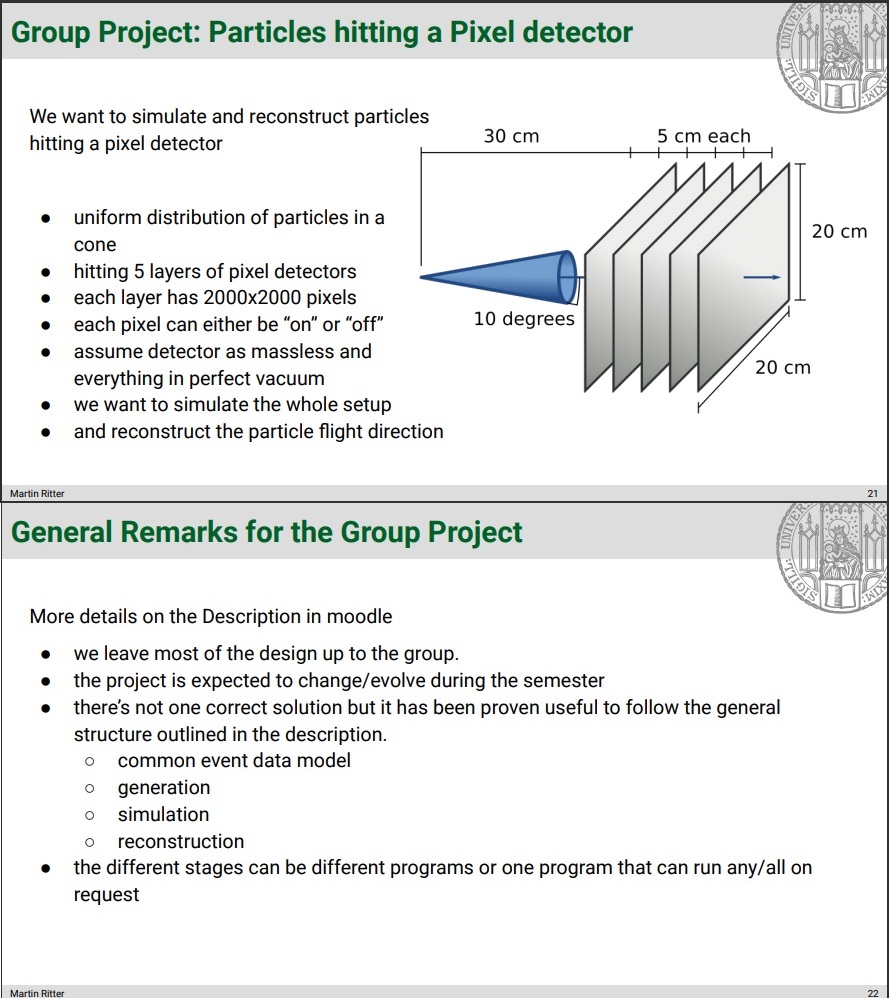 Group Project: Particles hitting a Pixel detector
We want to simulate and reconstruct particles
hitting a pixel detector
● uniform distribution of particles in a
cone
● hitting 5 layers of pixel detectors
● each layer has 2000x2000 pixels
● each pixel can either be “on” or “off”
● assume detector as massless and
everything in perfect vacuum
● we want to simulate the whole setup
● and reconstruct the particle flight direction
30 cm
5 cm each
20 cm
10 degrees
20 cm
Martin Ritter
21
General Remarks for the Group Project
More details on the Description in moodle
● we leave most of the design up to the group.
● the project is expected to change/evolve during the semester
● there’s not one correct solution but it has been proven useful to follow the general
structure outlined in the description.
○ common event data model
○ generation
○ simulation
○ reconstruction
● the different stages can be different programs or one program that can run any/all on
request
Martin Ritter
22